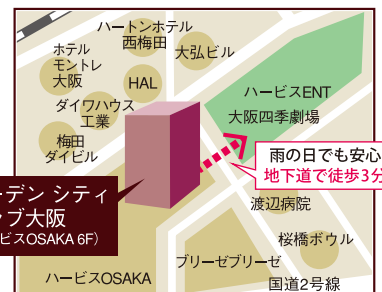 ハートンホテル
西梅田
ホテル
モントレ
大阪
大弘ビル
HAL
ハービスENT
大阪四季劇場
ダイワハウス
工業
梅田
ダイビル
雨の日でも安心
地下道で徒歩3分
ーデン シティ
ブ大阪
ビスOSAKA 6F)
渡辺病院
桜橋ボウル
ブリーゼブリーゼ
ハービスOSAKA
国道2号線